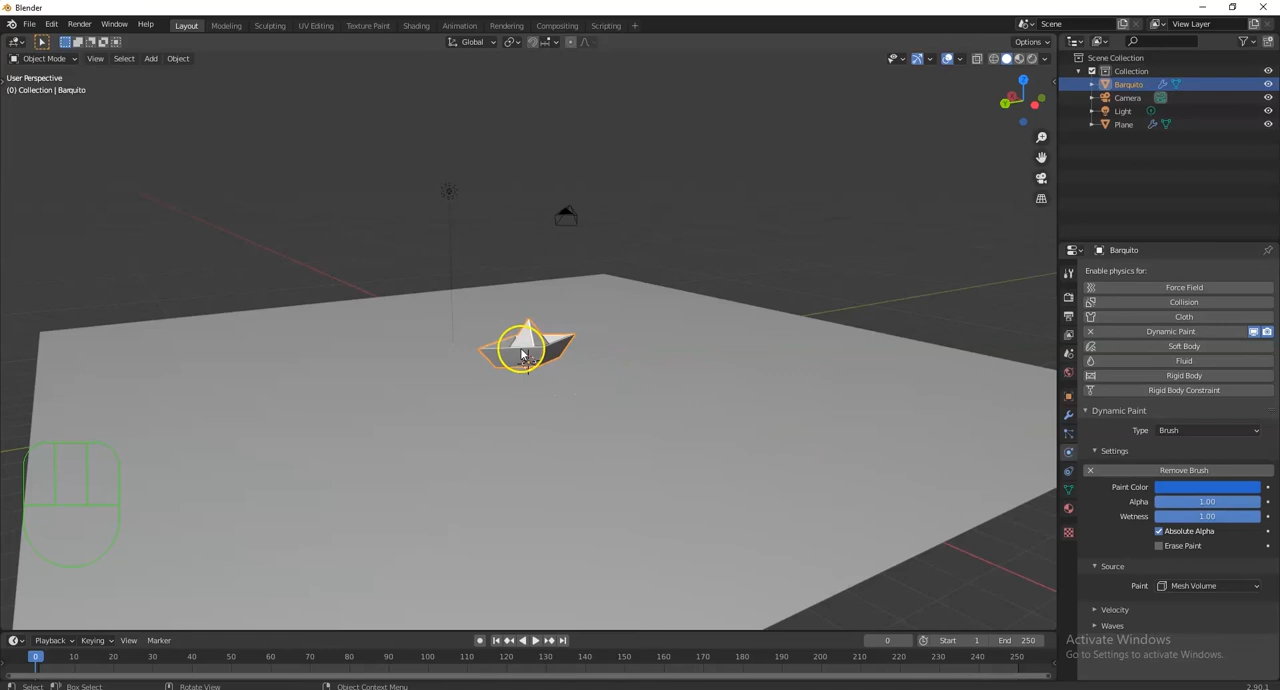 Blender
File Edit Render Window Help Layout Modeling Sculpting UV Editing Texture Paint Shading Animation Rendering Compositing Scripting + Scene View Layer
Global Options
Object Mode View Select Add Object
User Perspective
(0) Collection | Barquito
Scene Collection
Collection
Barquito
Camera
Light
Plane
Barquito
Enable physics for:
Force Field
Collision
Cloth
Dynamic Paint
Soft Body
Fluid
Rigid Body
Rigid Body Constraint
Dynamic Paint
Type Brush
Settings
Remove Brush
Paint Color
Alpha 1.00
Wetness 1.00
Absolute Alpha
Erase Paint
Source
Paint Mesh Volume
Velocity
Waves
Activate Windows
Go to Settings to activate Windows.
Playback Keying View Marker 0 Start 1 End 250
0 10 20 30 40 50 60 70 80 90 100 110 120 130 140 150 160 170 180 190 200 210 220 230 240 250
Select Box Select Rotate View Object Context Menu 2.90.1